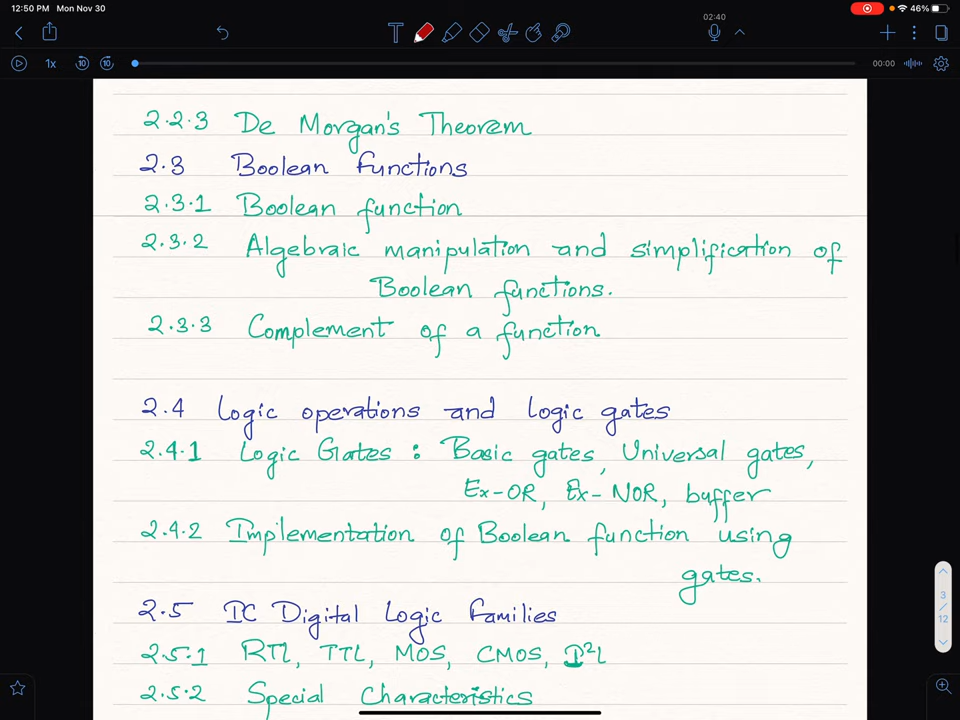 12:50 PM Mon Nov 30
46%
02:40
T
1x
10
10
00:00
2.2.3 De Morgan's Theorem
2.3 Boolean functions
2.3.1 Boolean function
2.3.2 Algebraic manipulation and simplification of
Boolean functions.
2.3.3 Complement of a function
2.4 Logic operations and logic gates
2.4.1 Logic Gates : Basic gates, Universal gates,
Ex-OR, Ex-NOR, buffer
2.4.2 Implementation of Boolean function using
gates.
2.5 IC Digital Logic Families
2.5.1 RTL, TTL, MOS, CMOS, I²L
2.5.2 Special Characteristics
3
/
12